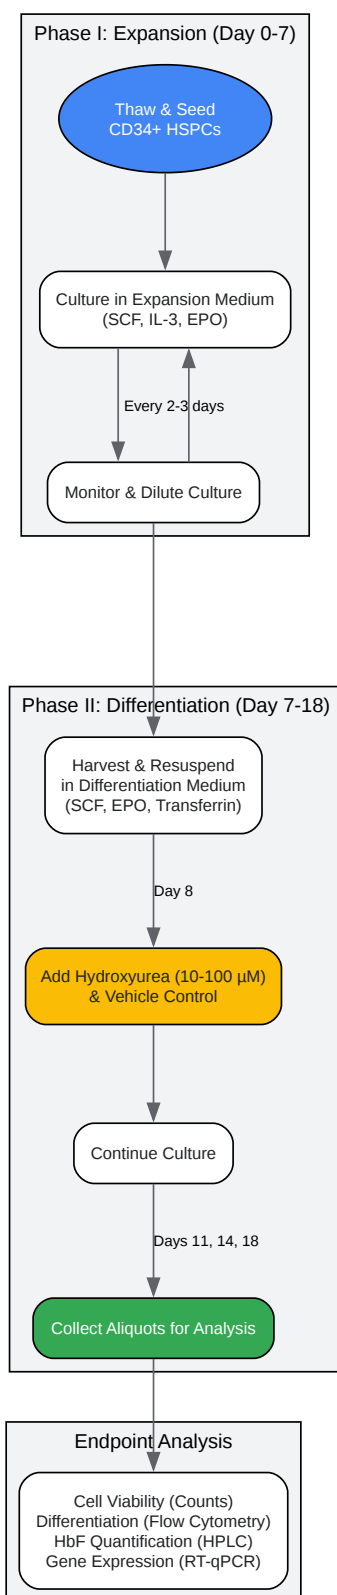 Phase I: Expansion (Day 0-7)
Thaw & Seed
CD34+ HSPCs
Culture in Expansion Medium
(SCF, IL-3, EPO)
Every 2-3 days
Monitor & Dilute Culture
Phase II: Differentiation (Day 7-18)
Harvest & Resuspend
in Differentiation Medium
(SCF, EPO, Transferrin)
Day 8
Add Hydroxyurea (10-100 µM)
& Vehicle Control
Continue Culture
Days 11, 14, 18
Collect Aliquots for Analysis
Endpoint Analysis
Cell Viability (Counts)
Differentiation (Flow Cytometry)
HbF Quantification (HPLC)
Gene Expression (RT-qPCR)